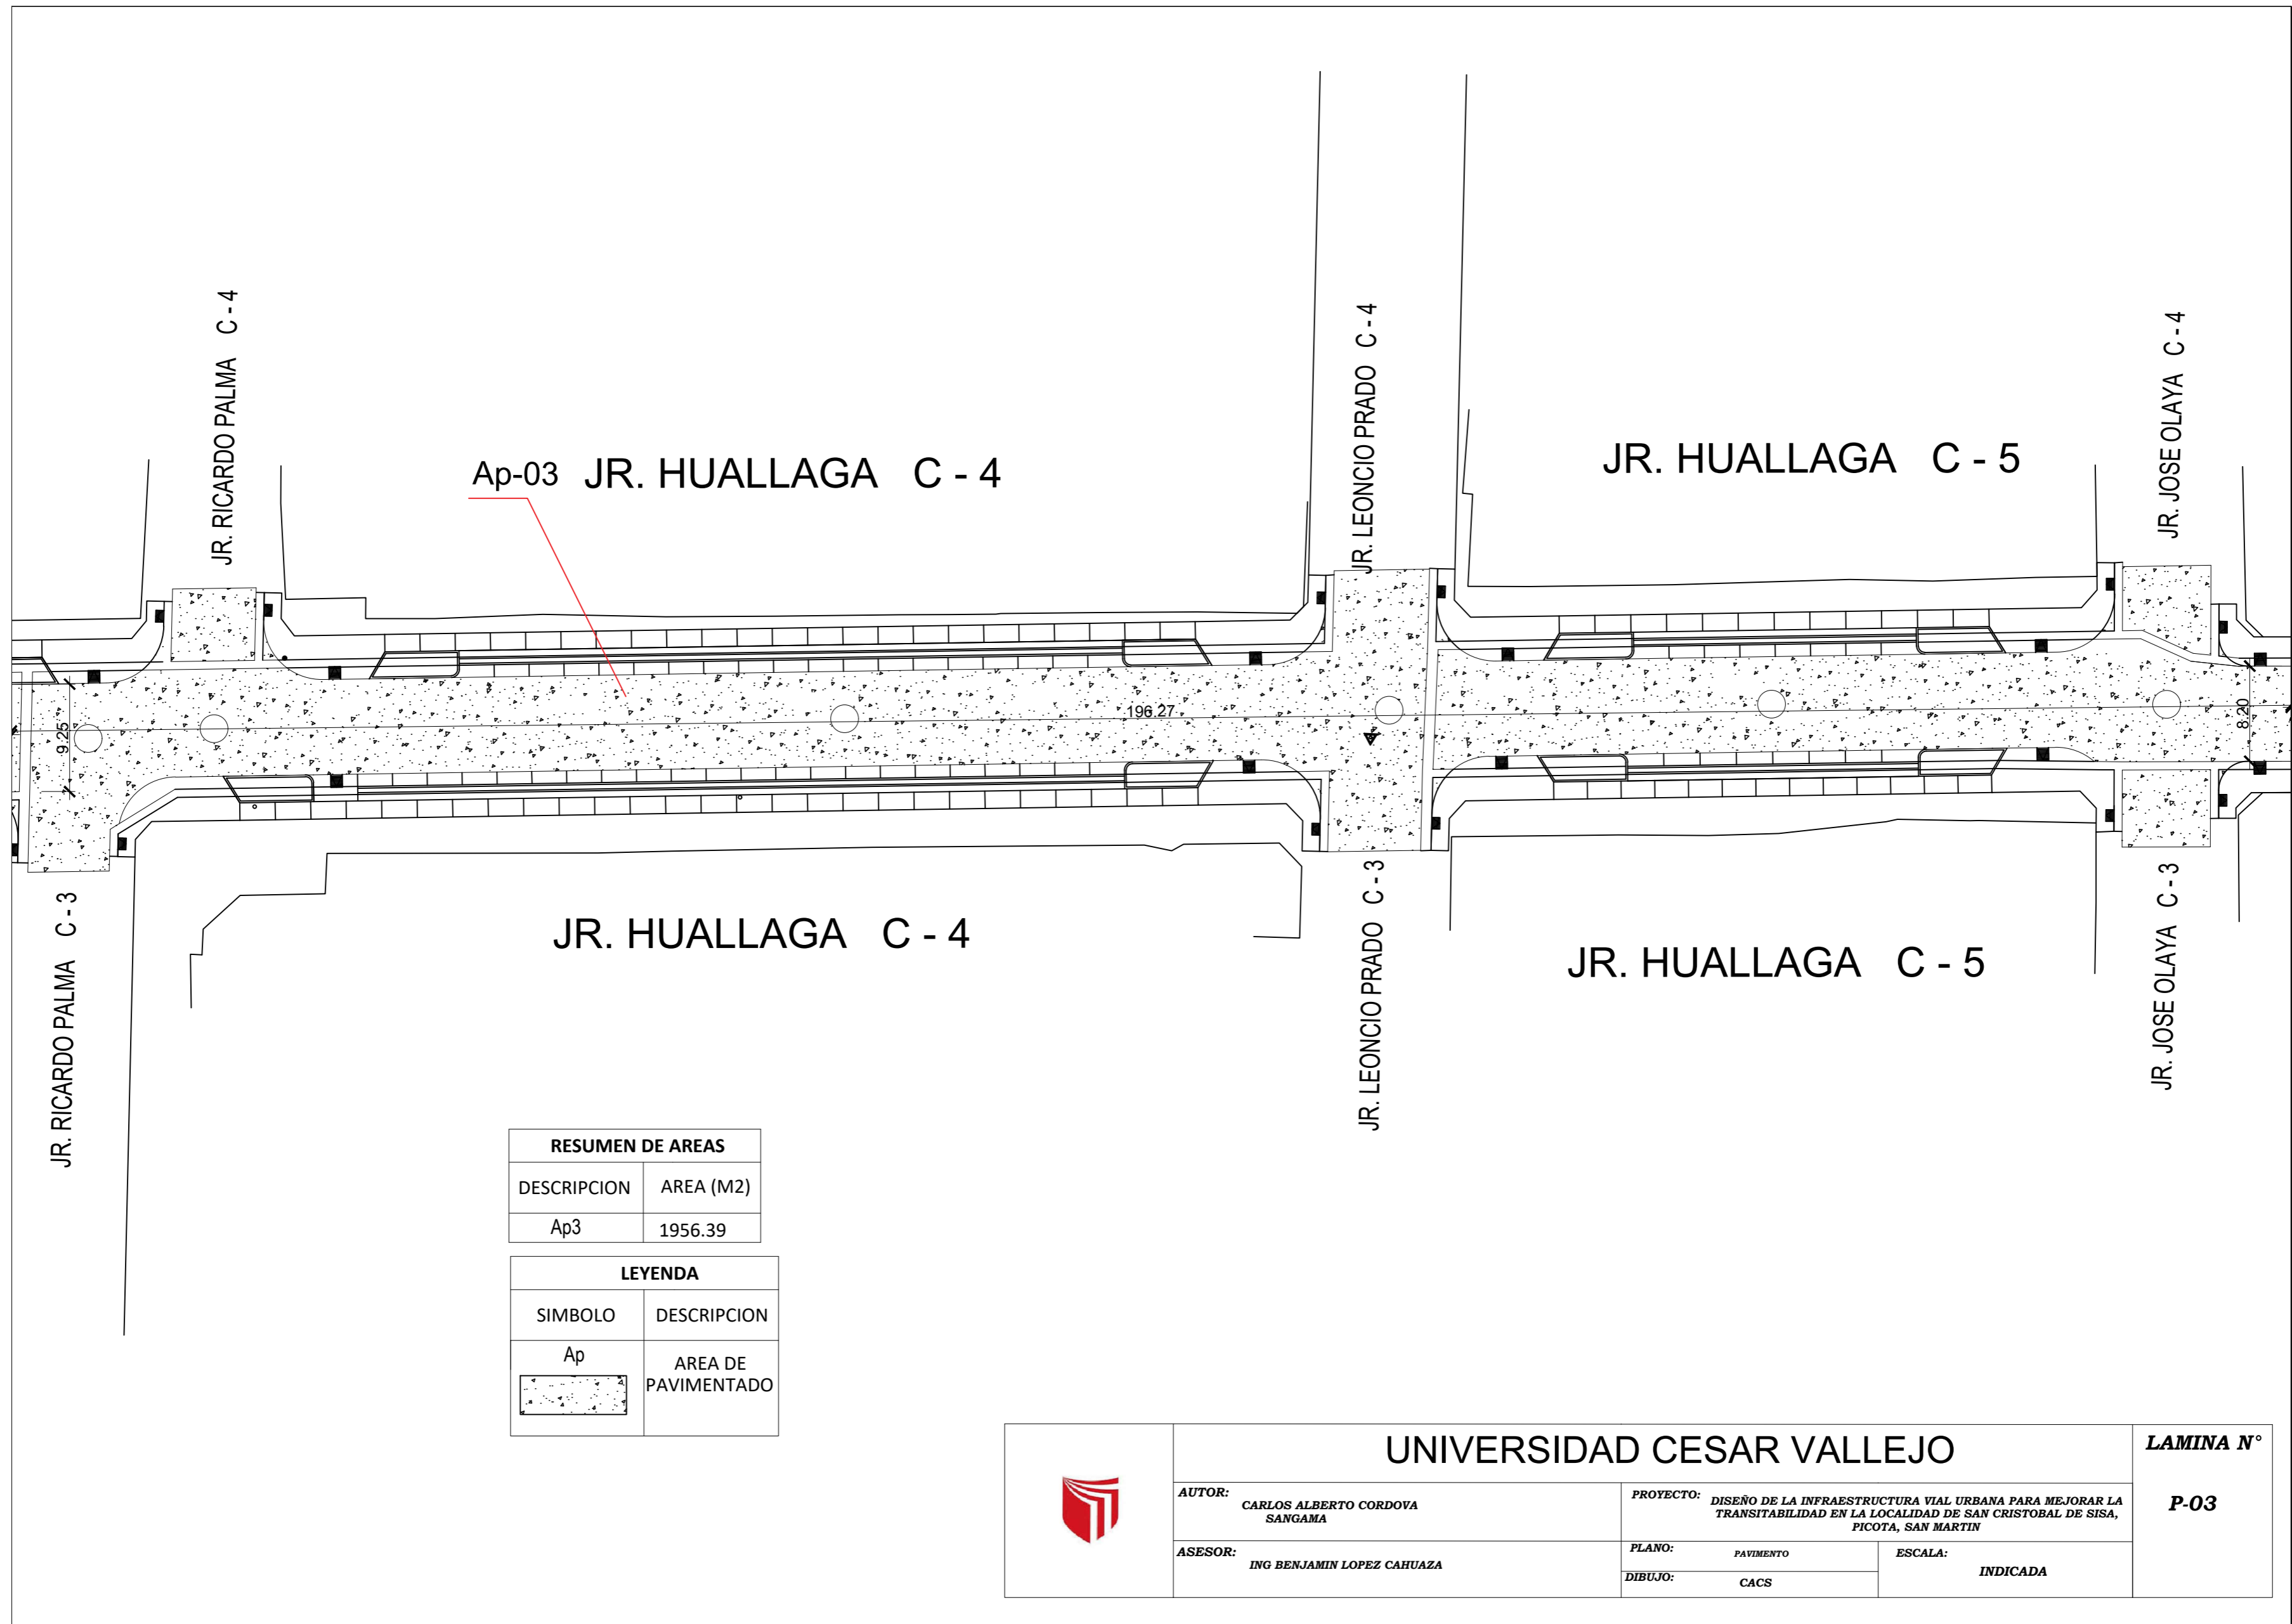 JR. RICARDO PALMA C - 4
JR. LEONCIO PRADO C - 4
JR. JOSE OLAYA C - 4
Ap-03 JR. HUALLAGA C - 4
JR. HUALLAGA C - 5
9.25
196.27
8.20
JR. RICARDO PALMA C - 3
JR. HUALLAGA C - 4
JR. LEONCIO PRADO C - 3
JR. HUALLAGA C - 5
JR. JOSE OLAYA C - 3
RESUMEN DE AREAS
DESCRIPCION AREA (M2)
Ap3 1956.39
LEYENDA
SIMBOLO DESCRIPCION
Ap
AREA DE
PAVIMENTADO
UNIVERSIDAD CESAR VALLEJO
LAMINA N°
P-03
AUTOR:
CARLOS ALBERTO CORDOVA
SANGAMA
PROYECTO: DISEÑO DE LA INFRAESTRUCTURA VIAL URBANA PARA MEJORAR LA
TRANSITABILIDAD EN LA LOCALIDAD DE SAN CRISTOBAL DE SISA,
PICOTA, SAN MARTIN
ASESOR:
ING BENJAMIN LOPEZ CAHUAZA
PLANO: PAVIMENTO
DIBUJO: CACS
ESCALA:
INDICADA